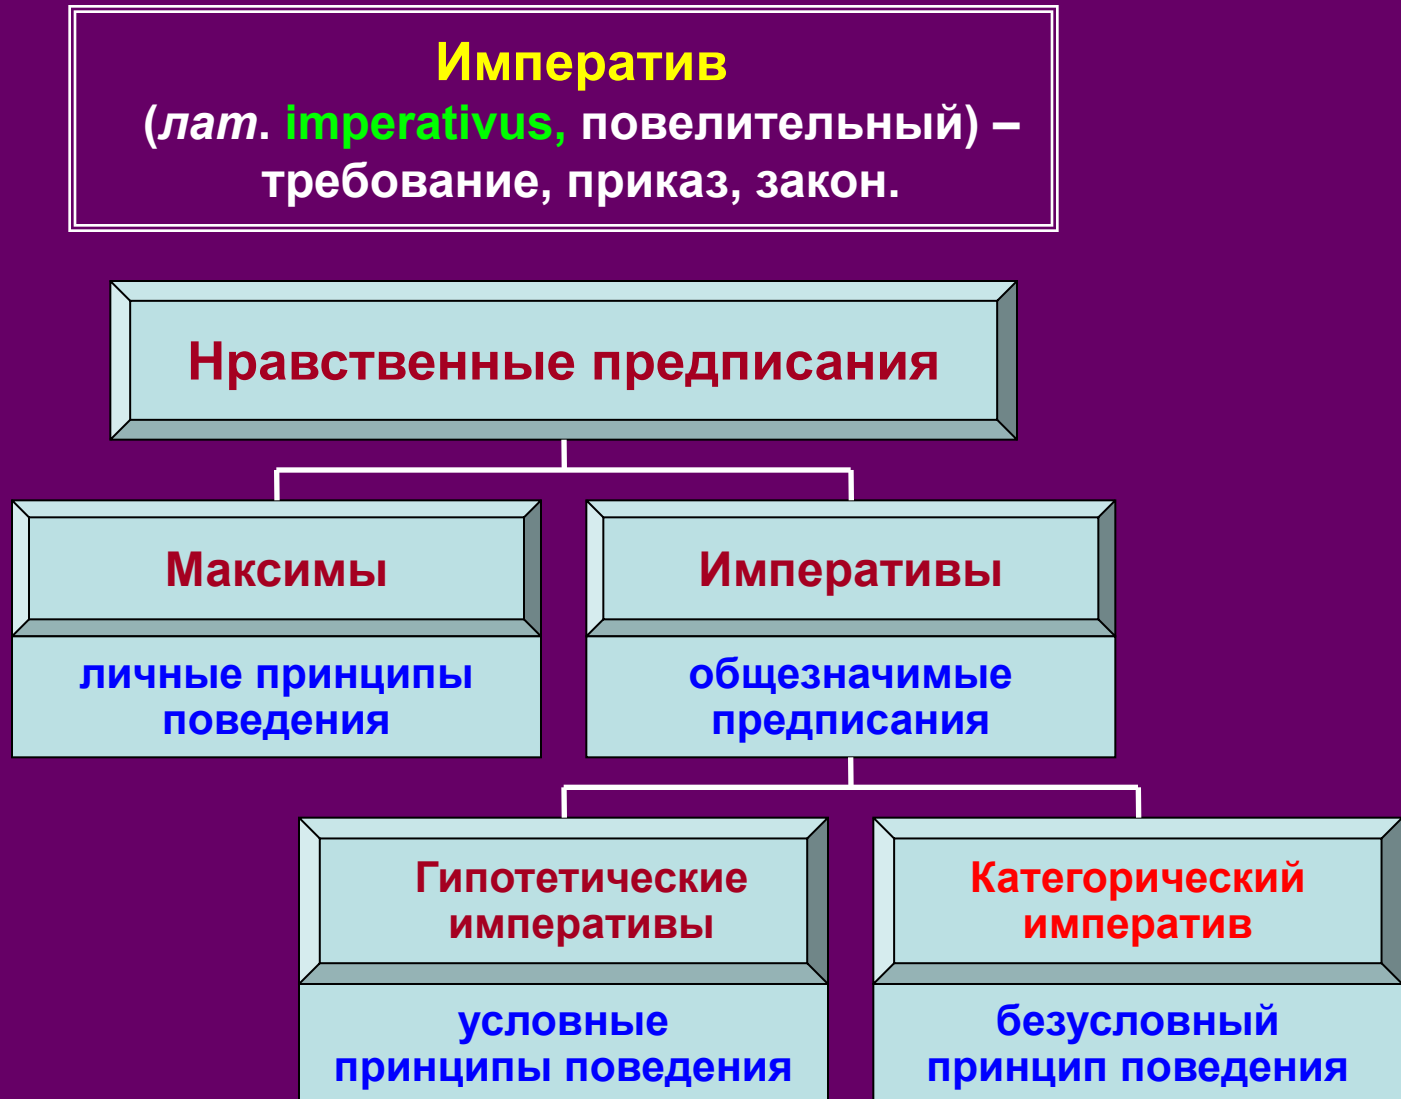 Императив
(лат. imperativus, повелительный) –
требование, приказ, закон.
Нравственные предписания
Максимы
Императивы
личные принципы
поведения
общезначимые
предписания
Гипотетические
императивы
Категорический
императив
условные
принципы поведения
безусловный
принцип поведения